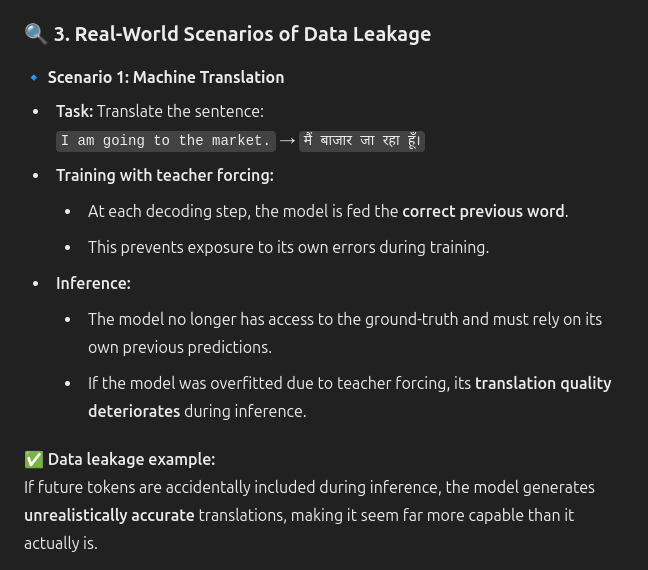 🔍 3. Real-World Scenarios of Data Leakage
🔹 Scenario 1: Machine Translation
• Task: Translate the sentence:
I am going to the market. → मैं बाजार जा रहा हूँ।
• Training with teacher forcing:
• At each decoding step, the model is fed the correct previous word.
• This prevents exposure to its own errors during training.
• Inference:
• The model no longer has access to the ground-truth and must rely on its
own previous predictions.
• If the model was overfitted due to teacher forcing, its translation quality
deteriorates during inference.
✅ Data leakage example:
If future tokens are accidentally included during inference, the model generates
unrealistically accurate translations, making it seem far more capable than it
actually is.